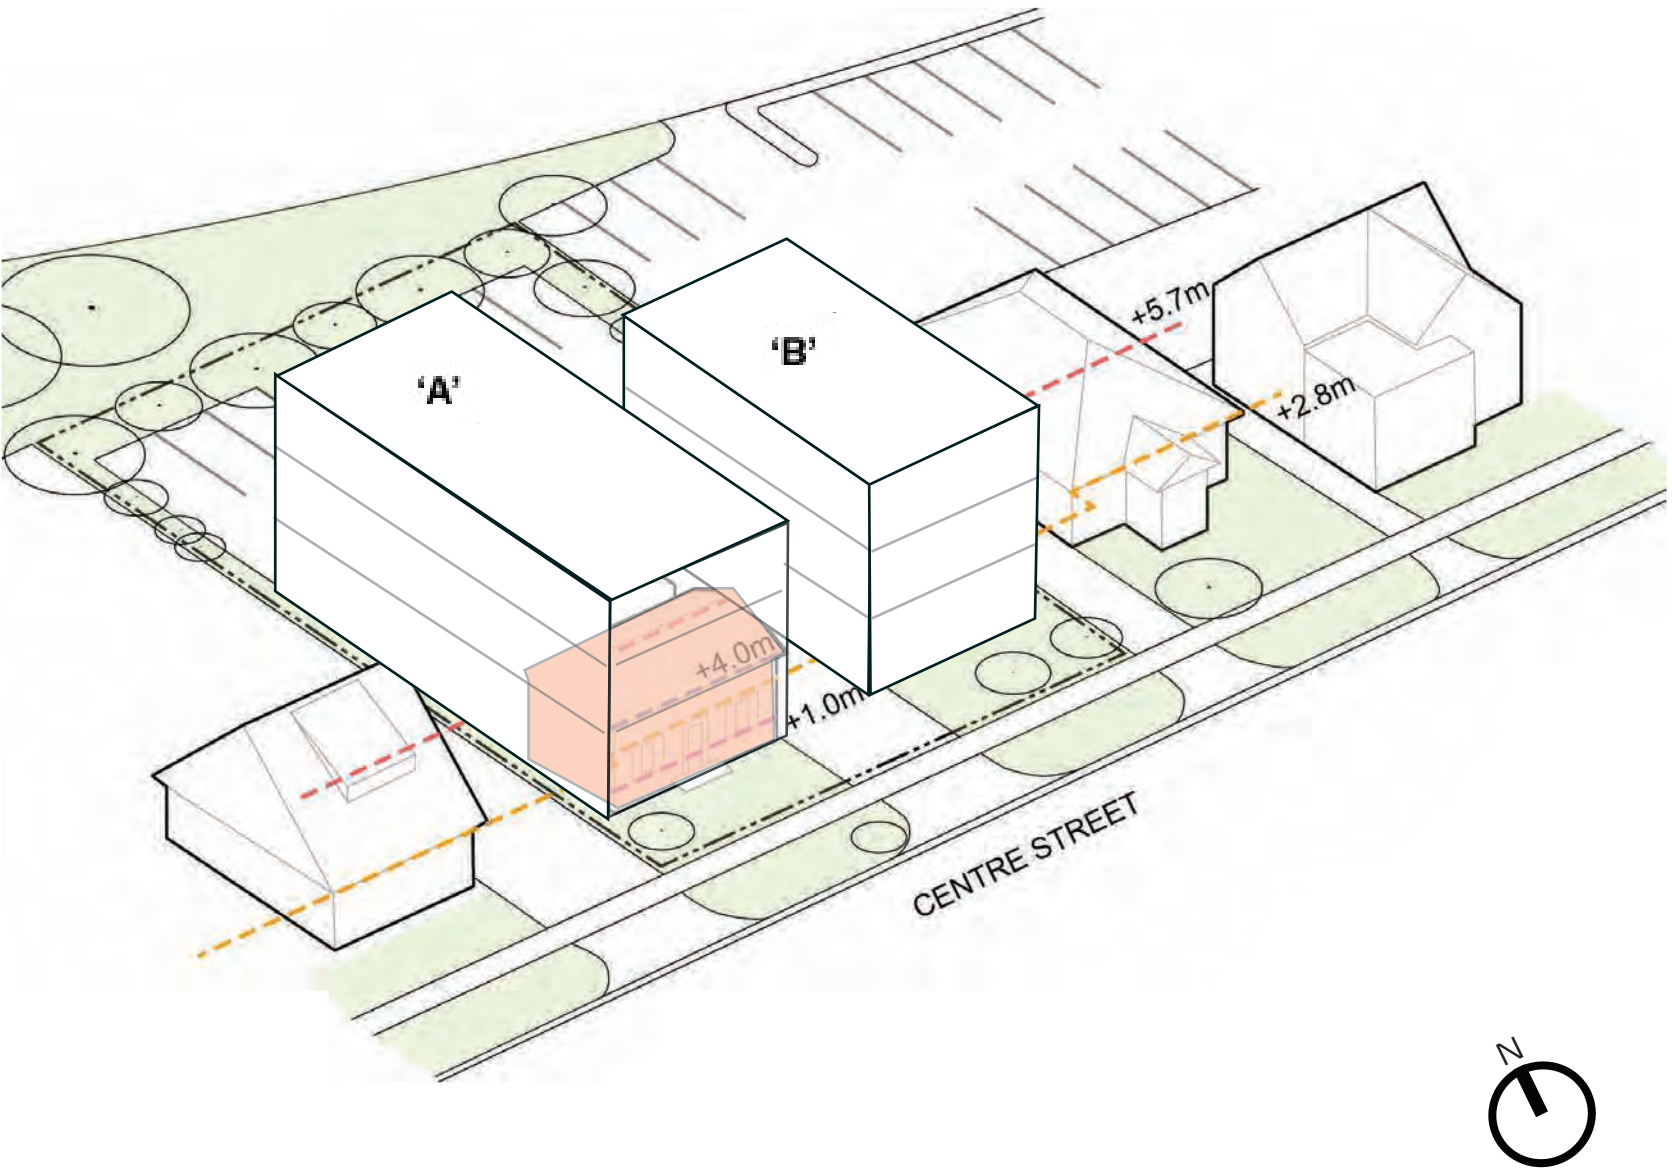 +5.7m
'B'
'A'
+2.8m
+4.0m
+1.0m
CENTRE STREET
N